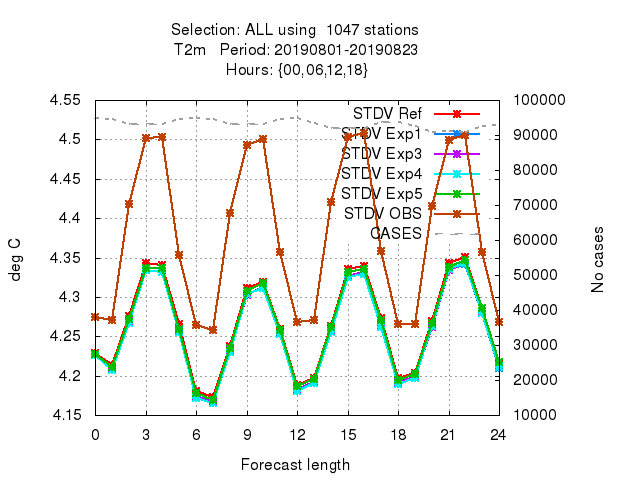 Selection: ALL using  1047 stations
T2m   Period: 20190801-20190823
Hours: {00,06,12,18}
4.55
4.5
4.45
4.4
4.35
4.3
4.25
4.2
4.15
deg C
STDV Ref
STDV Exp1
STDV Exp3
STDV Exp4
STDV Exp5
STDV OBS
CASES
100000
90000
80000
70000
60000
50000
40000
30000
20000
10000
No cases
0 3 6 9 12 15 18 21 24
Forecast length